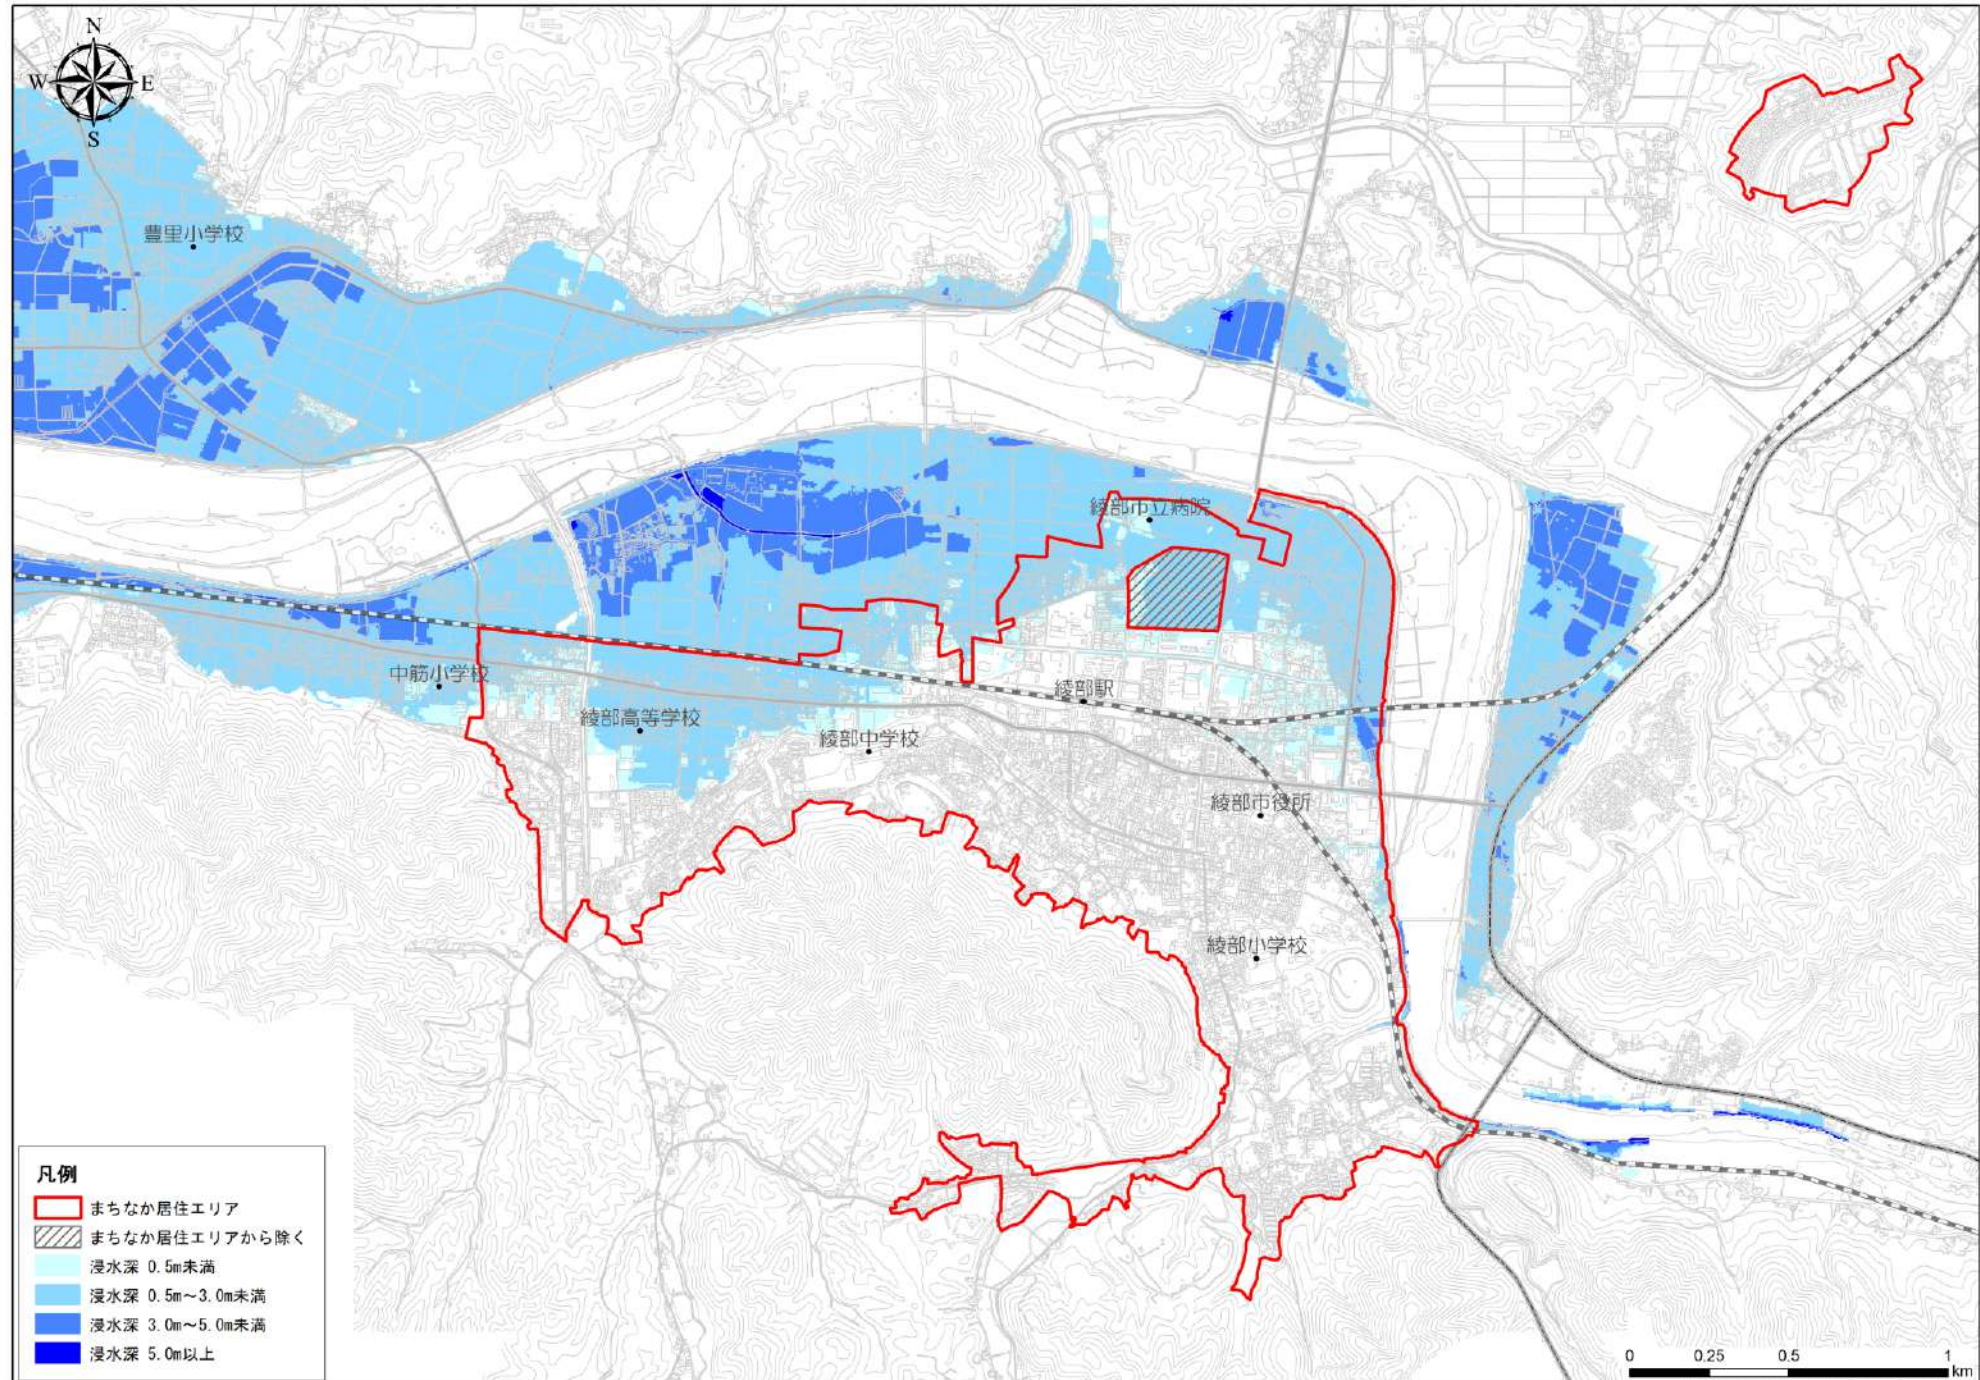 N
W E
S
豊里小学校
綾部市立病院
中筋小学校
綾部駅
綾部高等学校
綾部中学校
綾部市役所
綾部小学校
凡例
まちなか居住エリア
まちなか居住エリアから除く
浸水深 0.5m未満
浸水深 0.5m～3.0m未満
浸水深 3.0m～5.0m未満
浸水深 5.0m以上
0 0.25 0.5 1
km